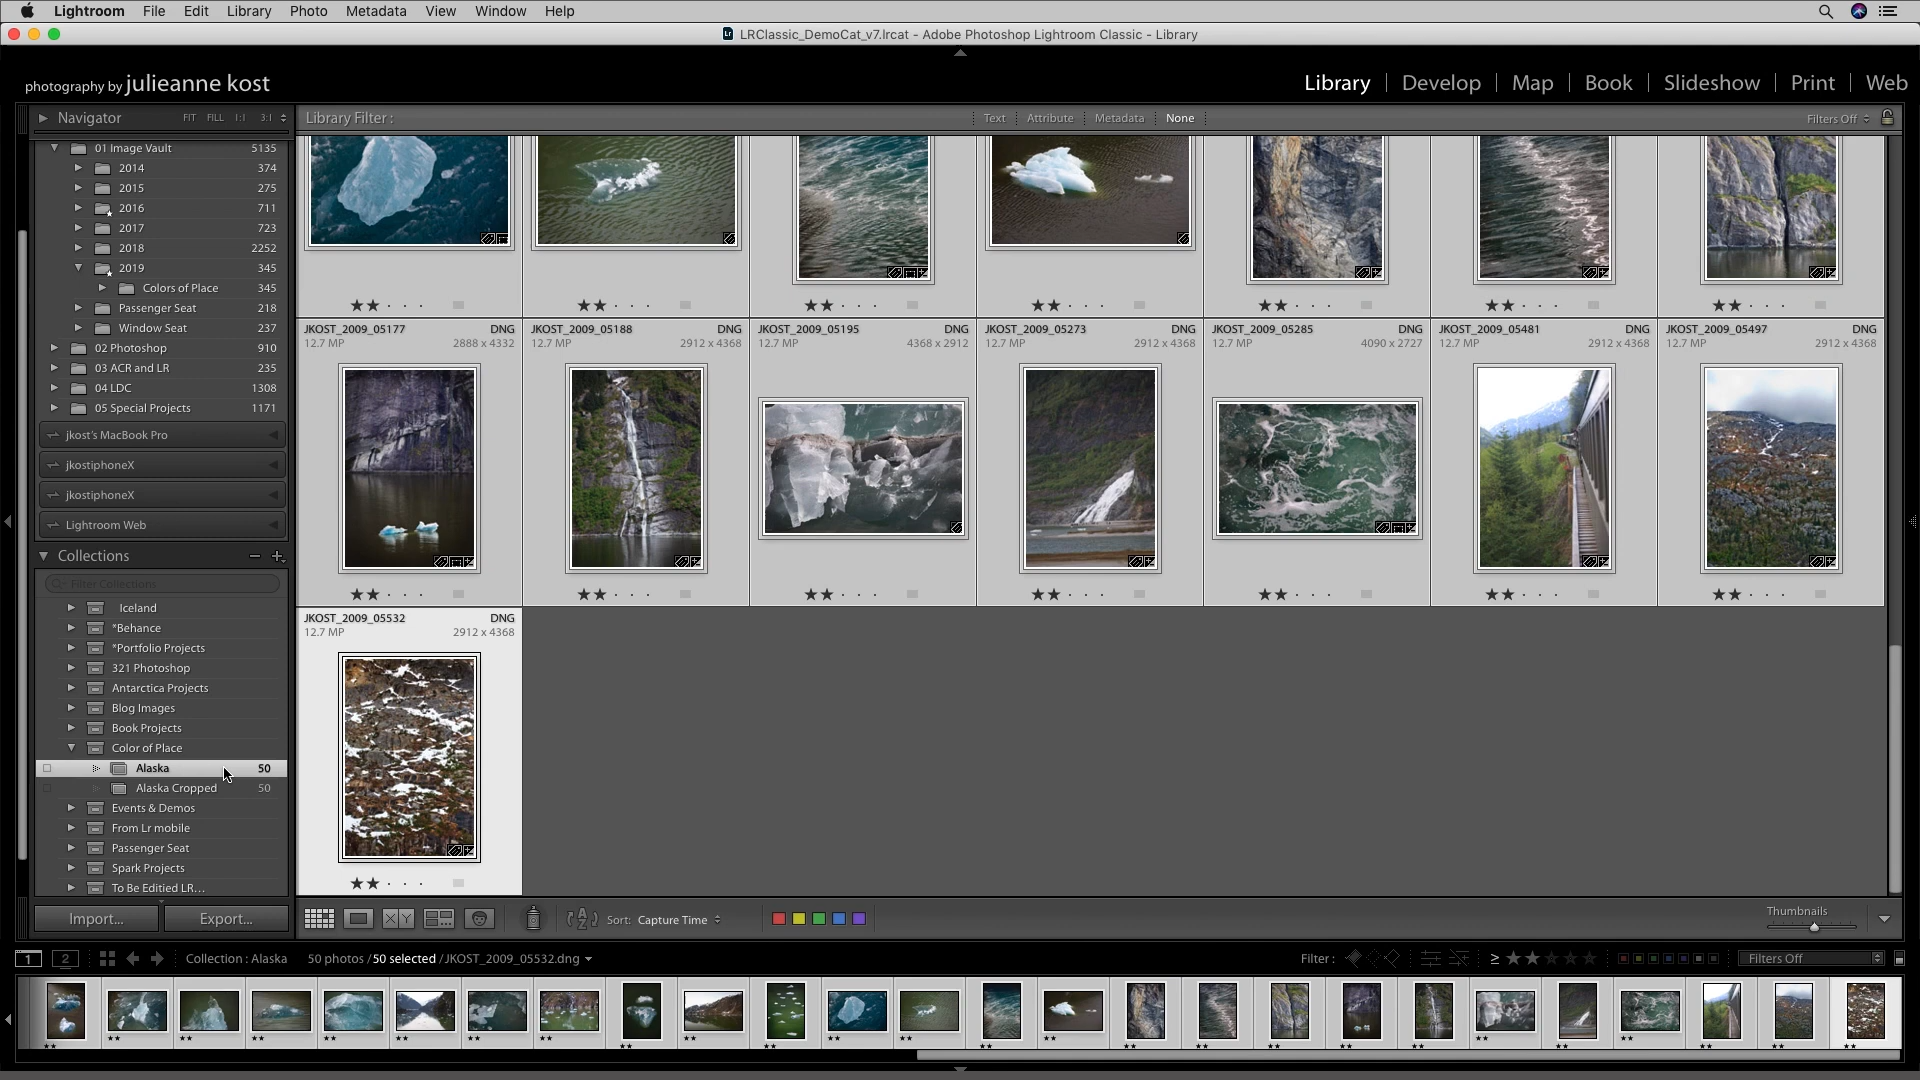 Lightroom File Edit Library Photo Metadata View Window Help
LRClassic_DemoCat_v7.lrcat - Adobe Photoshop Lightroom Classic - Library
photography by julieanne kost
Library | Develop | Map | Book | Slideshow | Print | Web
Navigator FIT FILL 1:1 3:1
Library Filter : Text Attribute Metadata None Filters Off
01 Image Vault 5135
2014 374
2015 275
2016 711
2017 723
2018 2252
2019 345
Colors of Place 345
Passenger Seat 218
Window Seat 237
02 Photoshop 910
03 ACR and LR 235
04 LDC 1308
05 Special Projects 1171
jkost's MacBook Pro
jkostiphoneX
jkostiphoneX
Lightroom Web
Collections
Filter Collections
Iceland
*Behance
*Portfolio Projects
321 Photoshop
Antarctica Projects
Blog Images
Book Projects
Color of Place
Alaska 50
Alaska Cropped 50
Events & Demos
From Lr mobile
Passenger Seat
Spark Projects
To Be Editied LR...
Import... Export...
JKOST_2009_05177 DNG
12.7 MP 2888 x 4332
JKOST_2009_05188 DNG
12.7 MP 2912 x 4368
JKOST_2009_05195 DNG
12.7 MP 4368 x 2912
JKOST_2009_05273 DNG
12.7 MP 2912 x 4368
JKOST_2009_05285 DNG
12.7 MP 4090 x 2727
JKOST_2009_05481 DNG
12.7 MP 2912 x 4368
JKOST_2009_05497 DNG
12.7 MP 2912 x 4368
JKOST_2009_05532 DNG
12.7 MP 2912 x 4368
XY Sort: Capture Time Thumbnails
1 2 Collection : Alaska 50 photos / 50 selected / JKOST_2009_05532.dng Filter : ≥ Filters Off